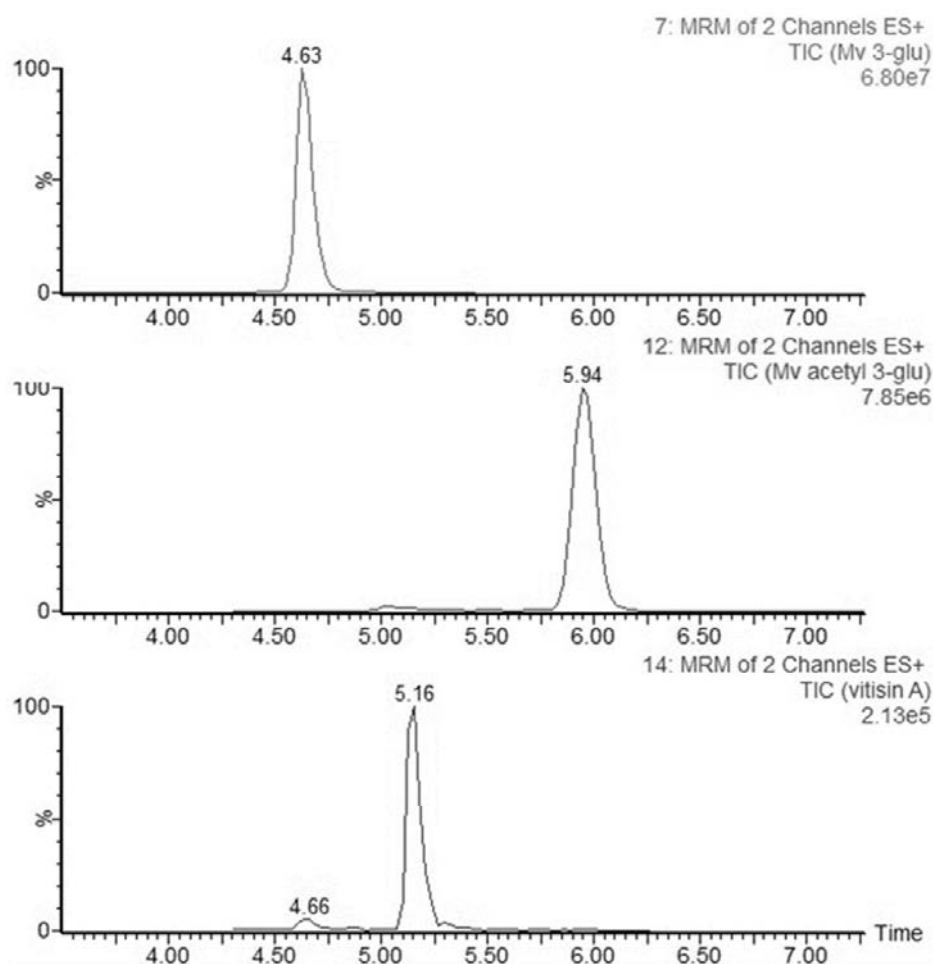 7: MRM of 2 Channels ES+
TIC (Mv 3-glu)
6.80e7
4.63
100
%
0
4.00 4.50 5.00 5.50 6.00 6.50 7.00
12: MRM of 2 Channels ES+
TIC (Mv acetyl 3-glu)
7.85e6
5.94
100
%
0
4.00 4.50 5.00 5.50 6.00 6.50 7.00
14: MRM of 2 Channels ES+
TIC (vitisin A)
2.13e5
5.16
100
%
4.66
0
Time
4.00 4.50 5.00 5.50 6.00 6.50 7.00